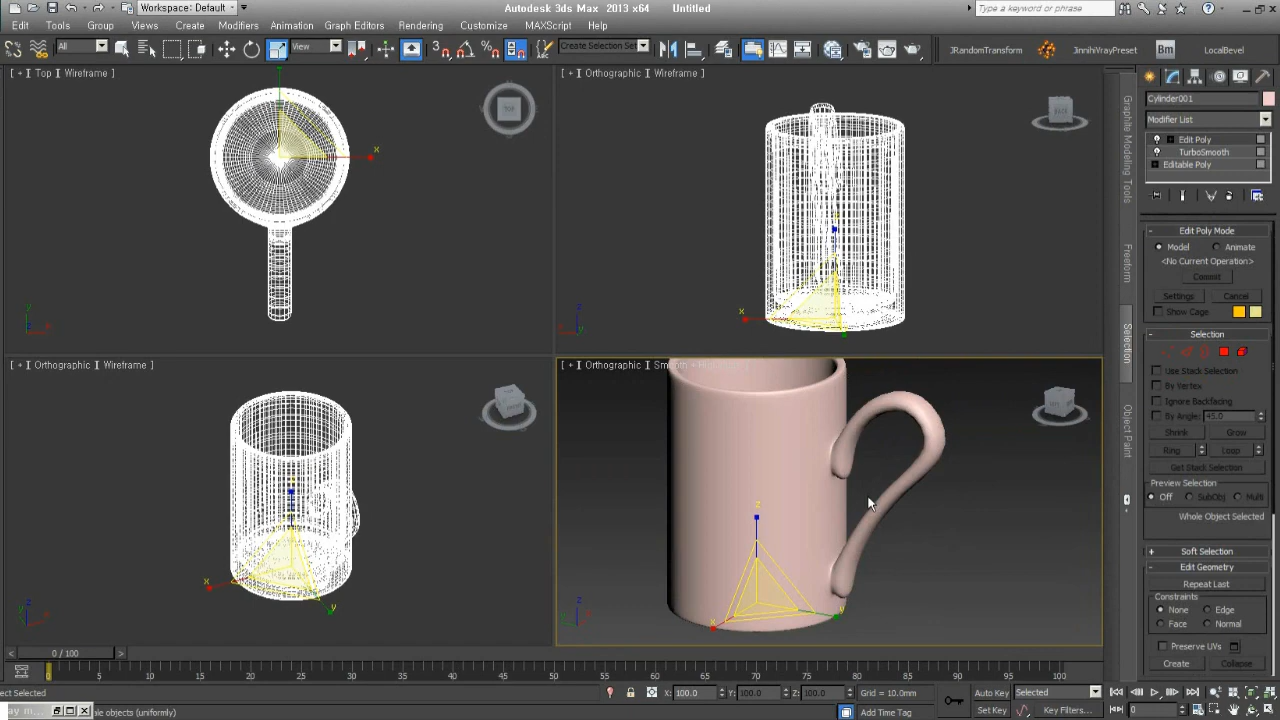 Workspace: Default
Autodesk 3ds Max 2013 x64 Untitled
Type a keyword or phrase
Edit Tools Group Views Create Modifiers Animation Graph Editors Rendering Customize MAXScript Help
All View Create Selection Set JRandomTransform JinnihVrayPreset Bm LocalBevel
[ + ] Top ] Wireframe ]
TOP
x
y
[ + ] Orthographic ] Wireframe ]
x
z
Cylinder001
Modifier List
Edit Poly
TurboSmooth
Editable Poly
Graphite Modeling Tools
Freeform
Selection
Object Paint
Edit Poly Mode
Model Animate
<No Current Operation>
Commit
Settings Cancel
Show Cage
Selection
Use Stack Selection
By Vertex
Ignore Backfacing
By Angle: 45.0
Shrink Grow
Ring Loop
Get Stack Selection
Preview Selection
Off SubObj Multi
Whole Object Selected
Soft Selection
Edit Geometry
Repeat Last
Constraints
None Edge
Face Normal
Preserve UVs
Create Collapse
[ + ] Orthographic ] Wireframe ]
x
y
z
[ + ] Orthographic ]
z
x
y
0 / 100
0 5 10 15 20 25 30 35 40 45 50 55 60 65 70 75 80 85 90 95 100
ect Selected
X: 100.0 Y: 100.0 Z: 100.0 Grid = 10.0mm
Auto Key Selected
ale objects (uniformly)
Add Time Tag
Set Key Key Filters... 0